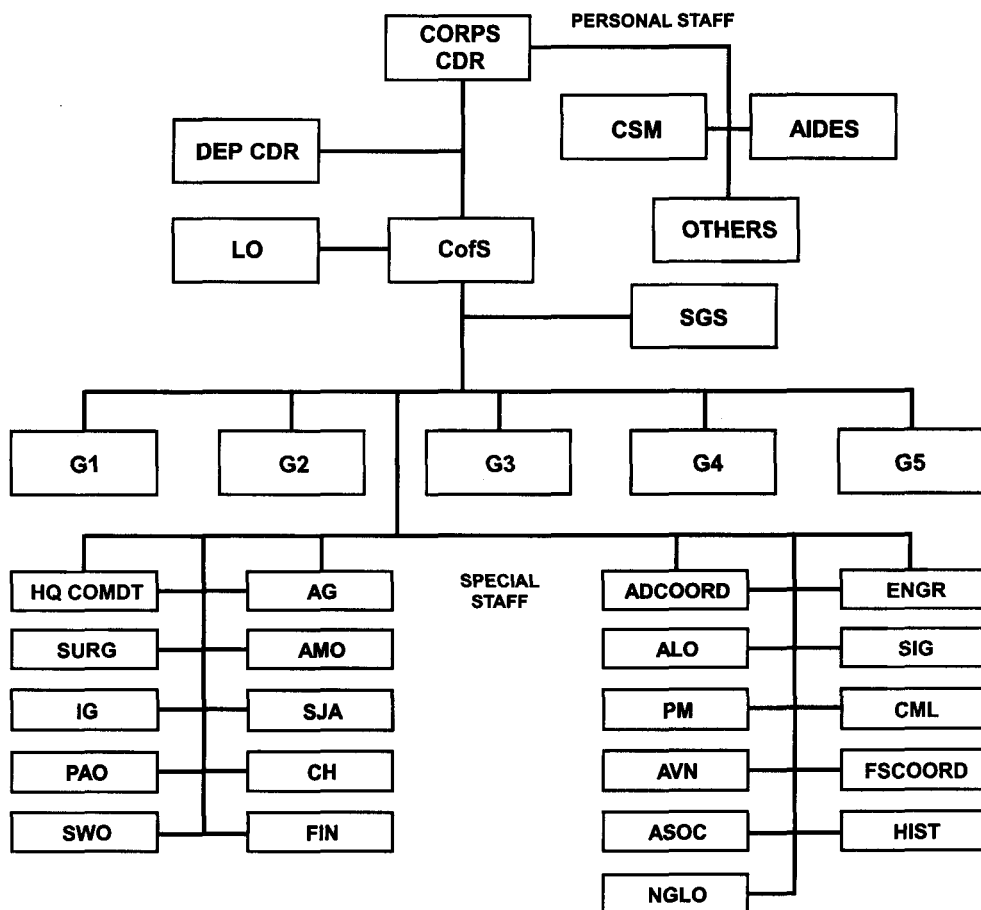 CORPS
CDR
PERSONAL STAFF
CSM
AIDES
DEP CDR
OTHERS
LO
CofS
SGS
G1
G2
G3
G4
G5
SPECIAL
STAFF
HQ COMDT
AG
ADCOORD
ENGR
SURG
AMO
ALO
SIG
IG
SJA
PM
CML
PAO
CH
AVN
FSCOORD
SWO
FIN
ASOC
HIST
NGLO